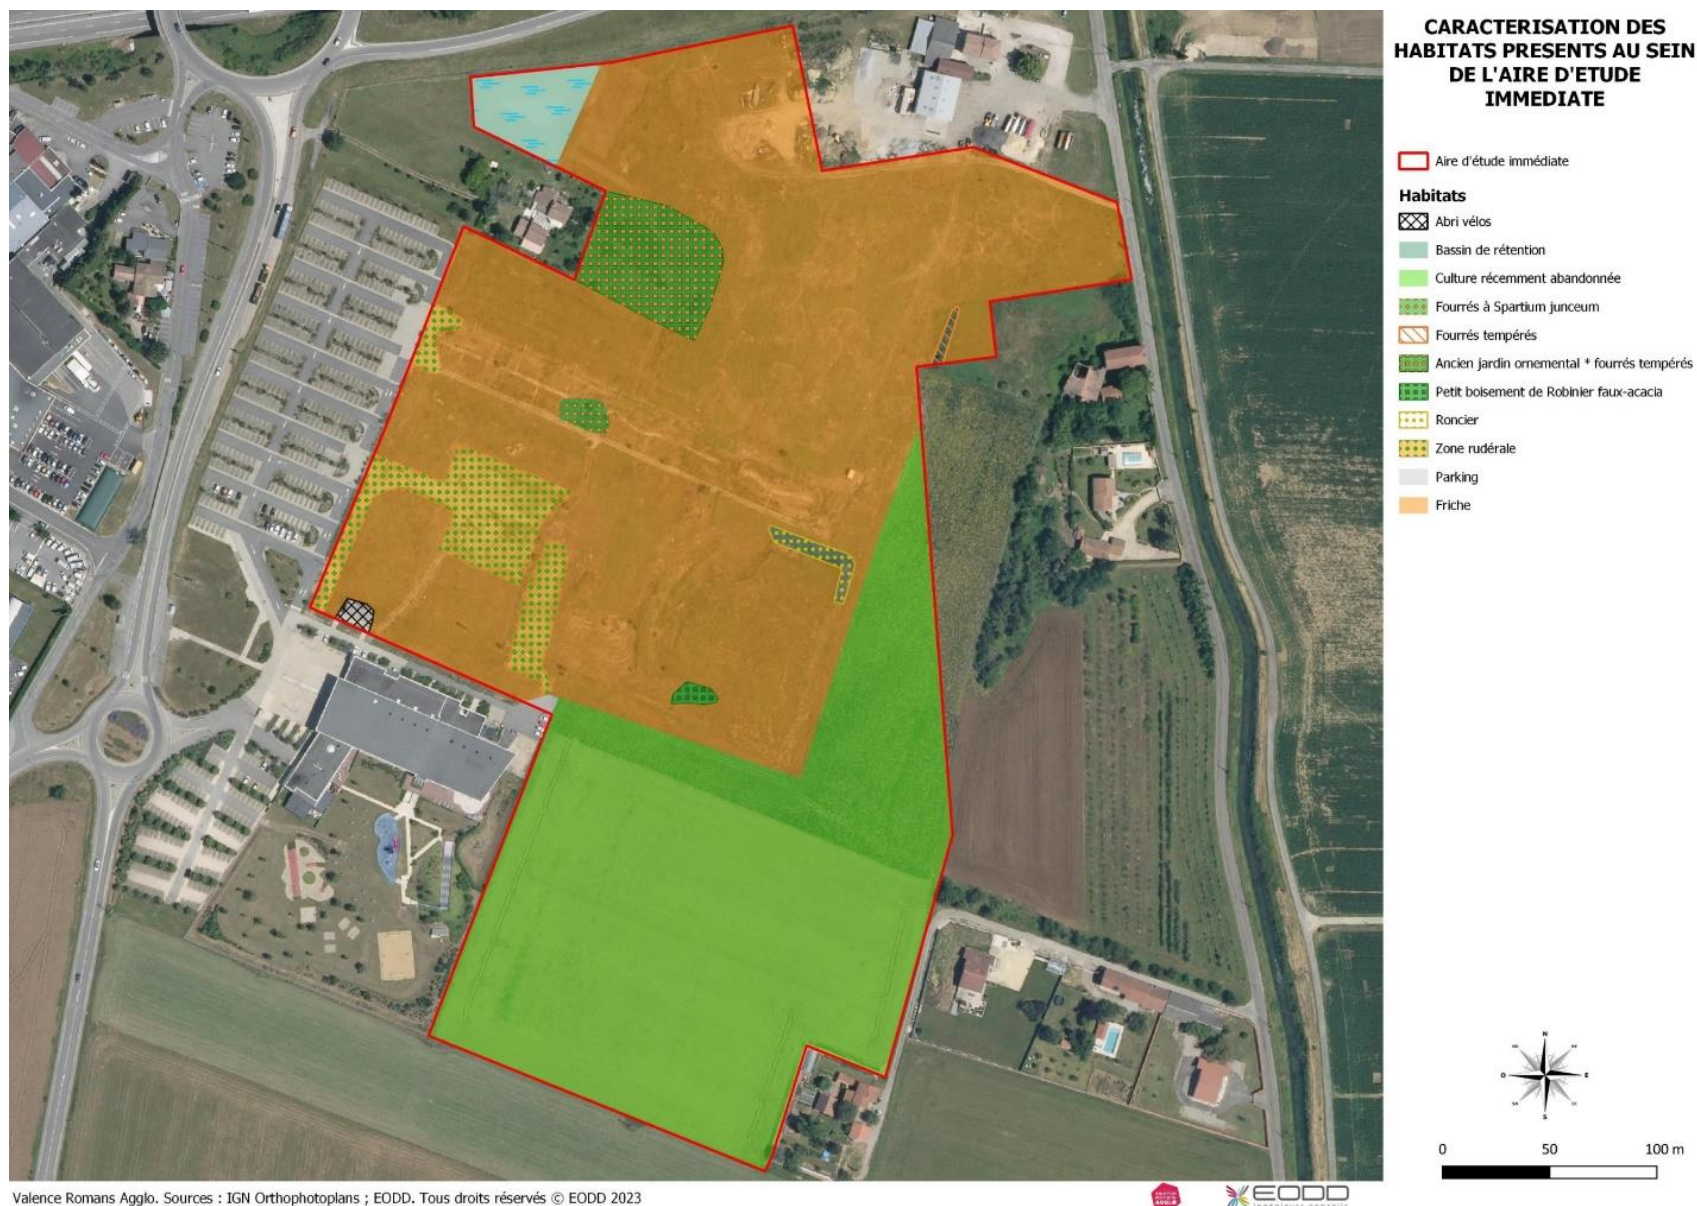 CARACTERISATION DES
HABITATS PRESENTS AU SEIN
DE L'AIRE D'ETUDE
IMMEDIATE
Aire d'étude immédiate
Habitats
Abri vélos
Bassin de rétention
Culture récemment abandonnée
Fourrés à Spartium junceum
Fourrés tempérés
Ancien jardin ornemental * fourrés tempérés
Petit boisement de Robinier faux-acacia
Roncier
Zone rudérale
Parking
Friche
N
O
E
S
0 50 100 m
Valence Romans Agglo. Sources : IGN Orthophotoplans ; EODD. Tous droits réservés © EODD 2023
EODD